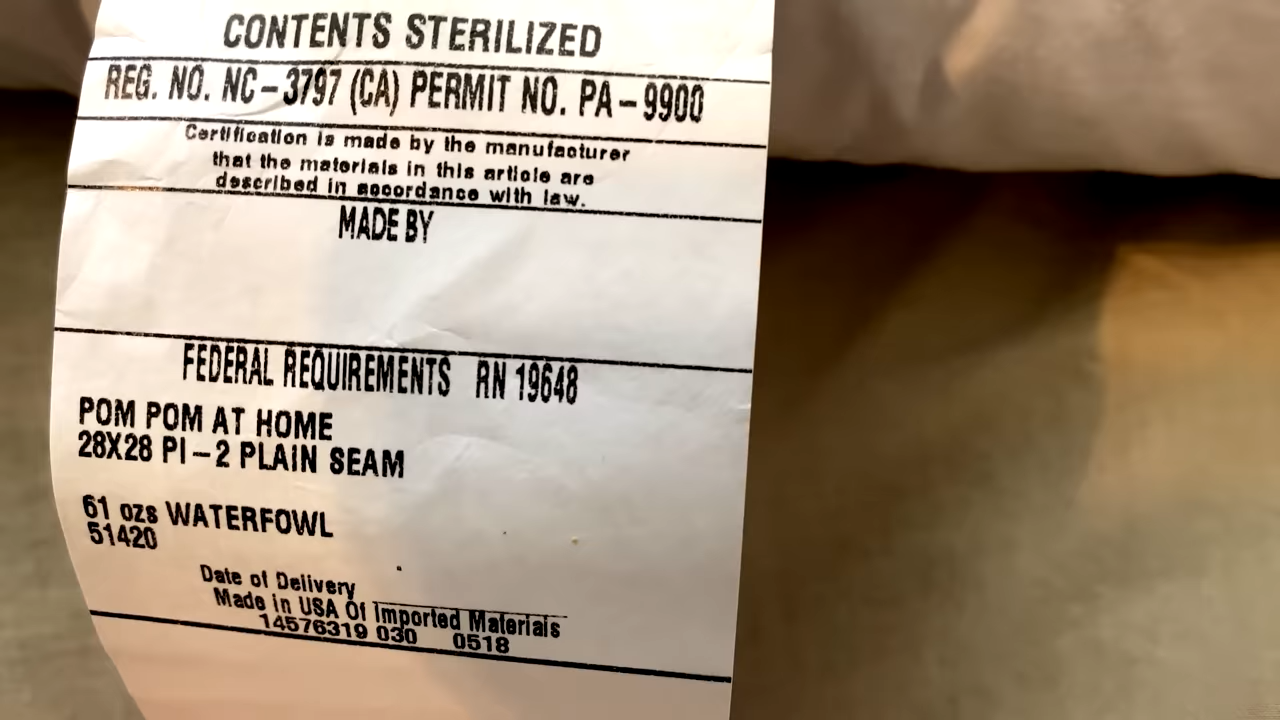 CONTENTS STERILIZED
REG. NO. NC-3797 (CA) PERMIT NO. PA-9900
Certification is made by the manufacturer
that the materials in this article are
described in accordance with law.
MADE BY
FEDERAL REQUIREMENTS RN 19648
POM POM AT HOME
28X28 PI-2 PLAIN SEAM
61 ozs WATERFOWL
51420
Date of Delivery
Made in USA Of Imported Materials
14576319 030 0518